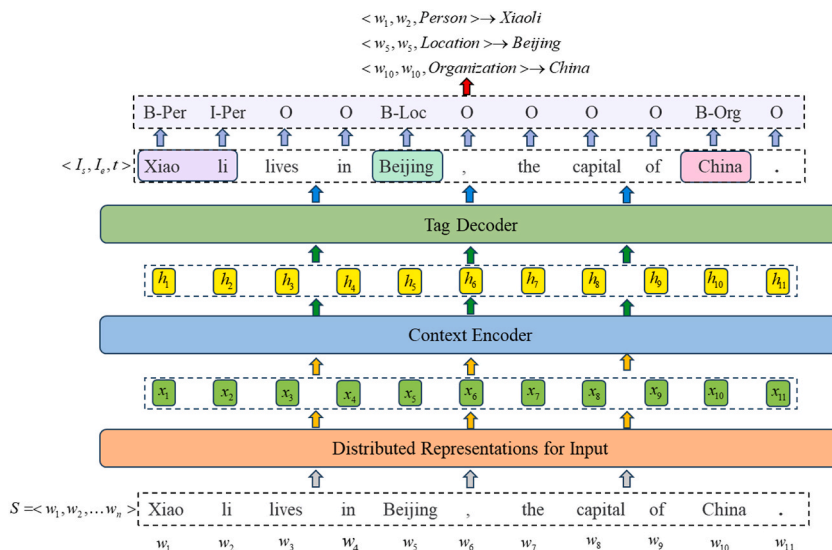 < w₁, w₂, Person > → Xiaoli
< w₅, w₅, Location > → Beijing
< w₁₀, w₁₀, Organization > → China
B-Per I-Per O O B-Loc O O O O B-Org O
< Iₛ, Iₑ, t > Xiao li lives in Beijing , the capital of China .
Tag Decoder
h₁ h₂ h₃ h₄ h₅ h₆ h₇ h₈ h₉ h₁₀ h₁₁
Context Encoder
x₁ x₂ x₃ x₄ x₅ x₆ x₇ x₈ x₉ x₁₀ x₁₁
Distributed Representations for Input
S =< w₁, w₂, … wₙ > Xiao li lives in Beijing , the capital of China .
w₁ w₂ w₃ w₄ w₅ w₆ w₇ w₈ w₉ w₁₀ w₁₁